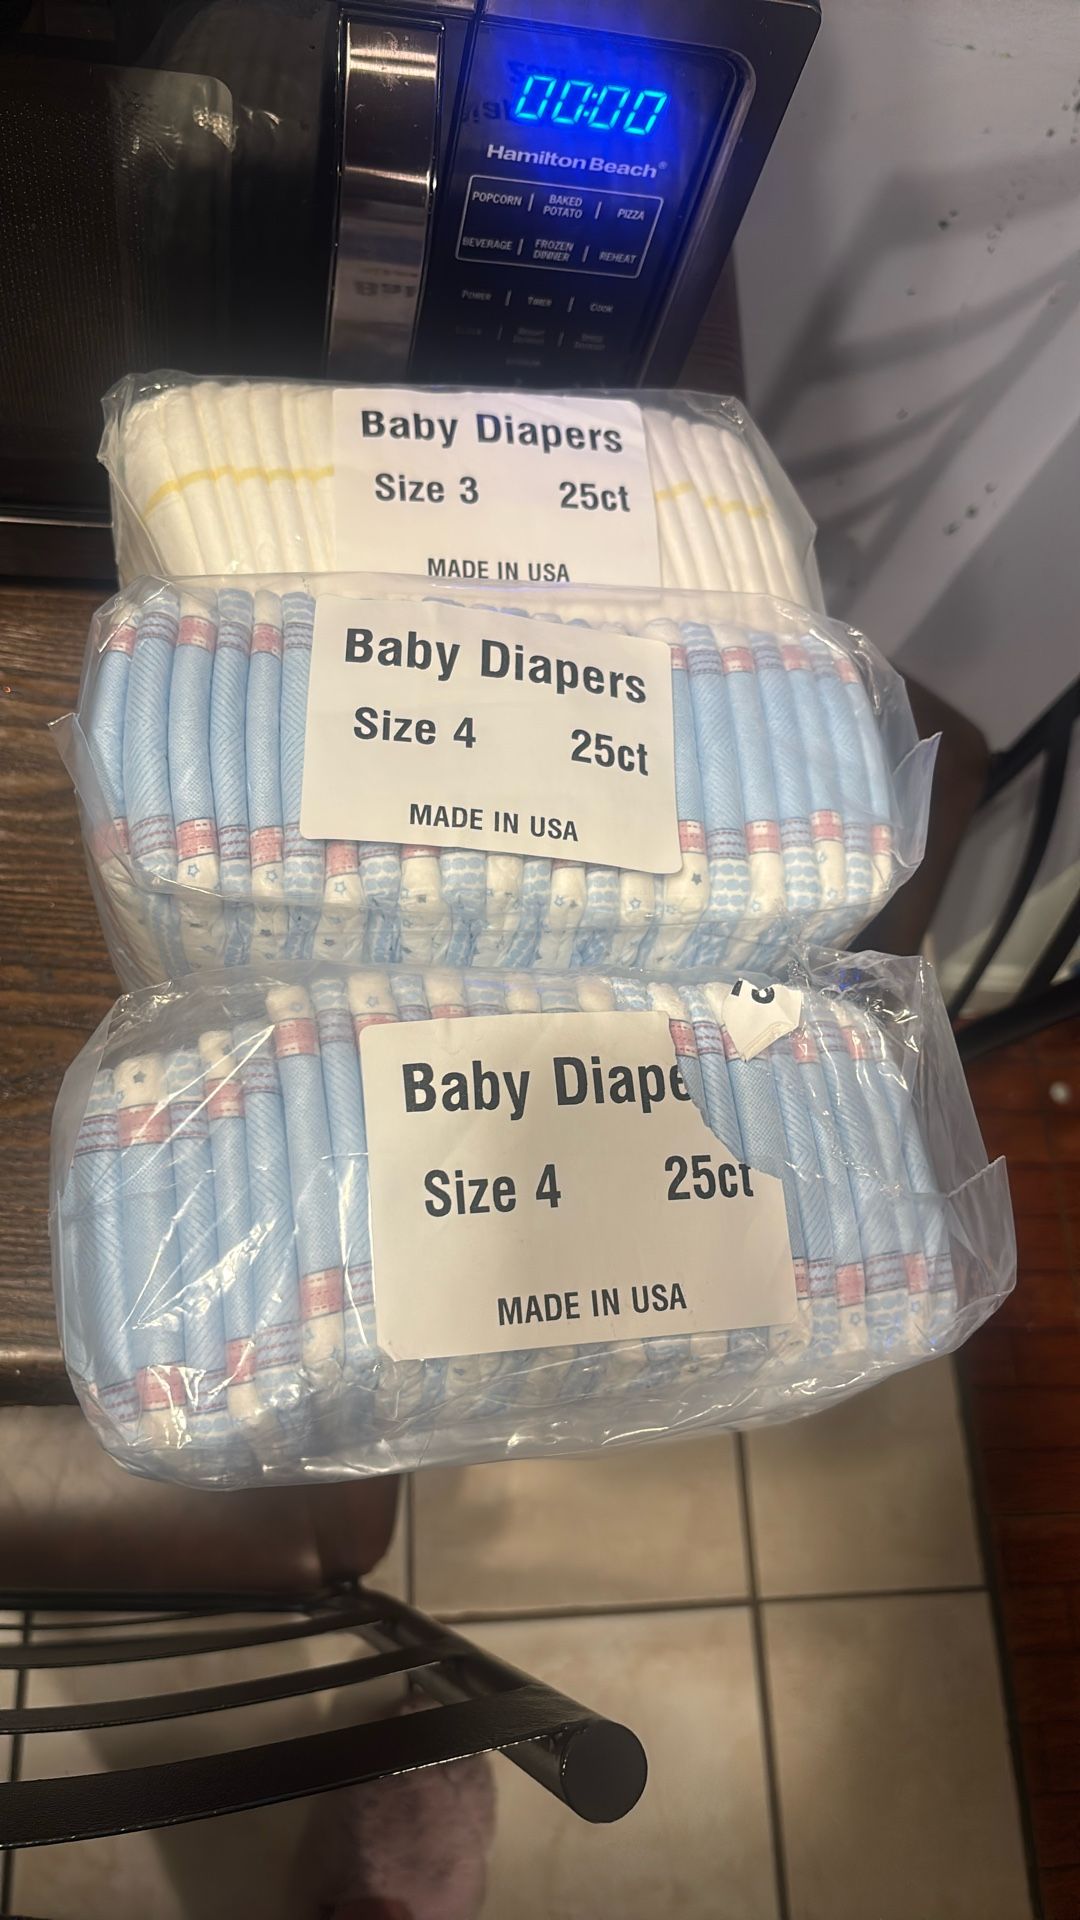 00:00
Hamilton Beach®
POPCORN | BAKED POTATO | PIZZA
BEVERAGE | FROZEN DINNER | REHEAT
POWER | TIMER | COOK
Baby Diapers
Size 3 25ct
MADE IN USA
Baby Diapers
Size 4 25ct
MADE IN USA
Baby Diape
Size 4 25ct
MADE IN USA